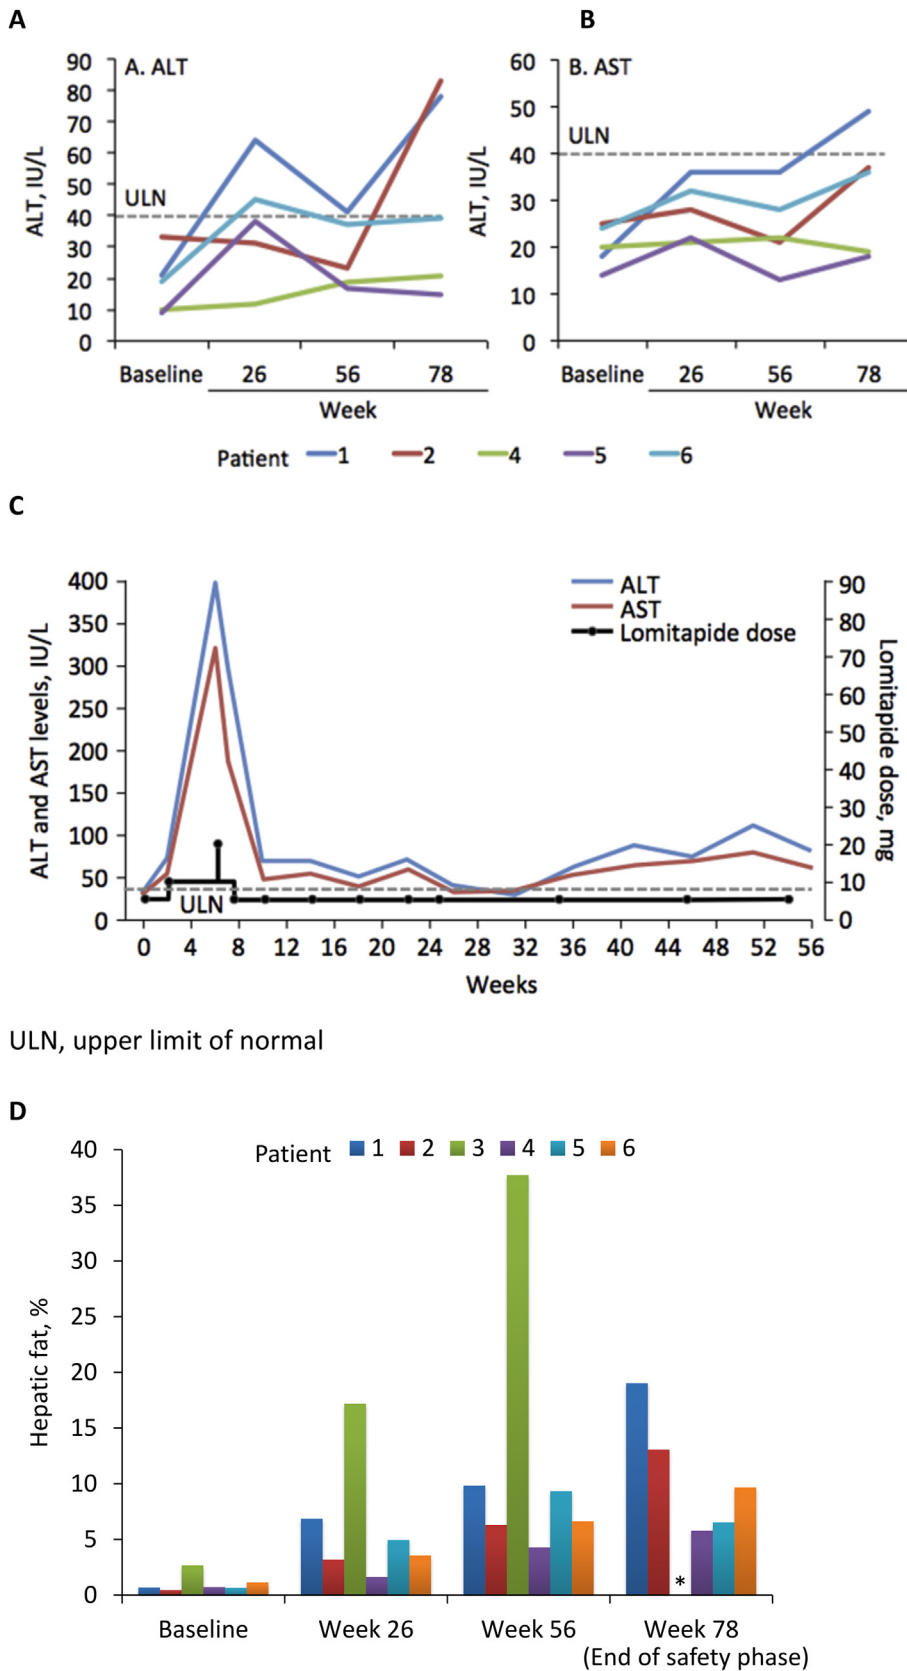 A
B
A. ALT
B. AST
ALT, IU/L
90
80
70
60
50
40
30
20
10
0
ULN
Baseline 26 56 78
Week
ALT, IU/L
60
50
40
30
20
10
0
ULN
Baseline 26 56 78
Week
Patient 1 2 4 5 6
C
ALT and AST levels, IU/L
400
350
300
250
200
150
100
50
0
ALT
AST
Lomitapide dose
90
80
70
60
50
40
30
20
10
0
Lomitapide dose, mg
ULN
0 4 8 12 16 20 24 28 32 36 40 44 48 52 56
Weeks
ULN, upper limit of normal
D
Patient 1 2 3 4 5 6
Hepatic fat, %
40
35
30
25
20
15
10
5
0
*
Baseline Week 26 Week 56 Week 78
(End of safety phase)